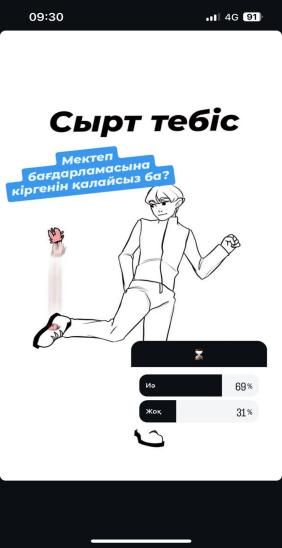 09:30
4G 91
Сырт тебіс
Мектеп
бағдарламасына
кіргенін қалайсыз ба?
Иә 69%
Жоқ 31%